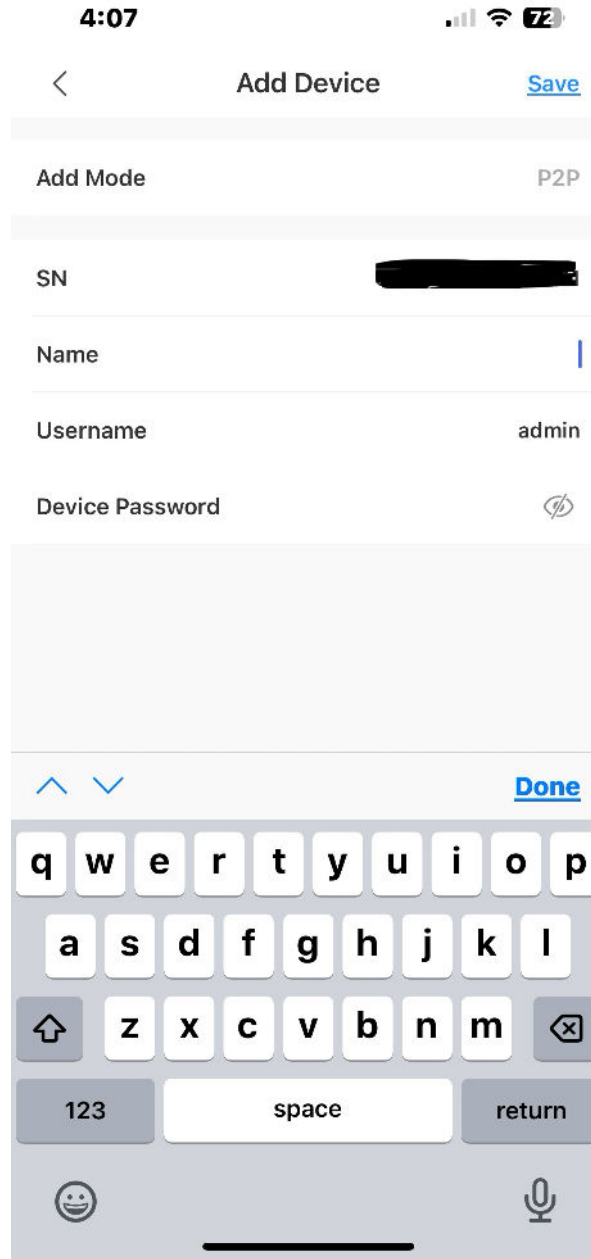 4:07
72
Add Device
Save
Add Mode
P2P
SN
Name
Username
admin
Device Password
Done
q w e r t y u i o p
a s d f g h j k l
z x c v b n m
123 space return